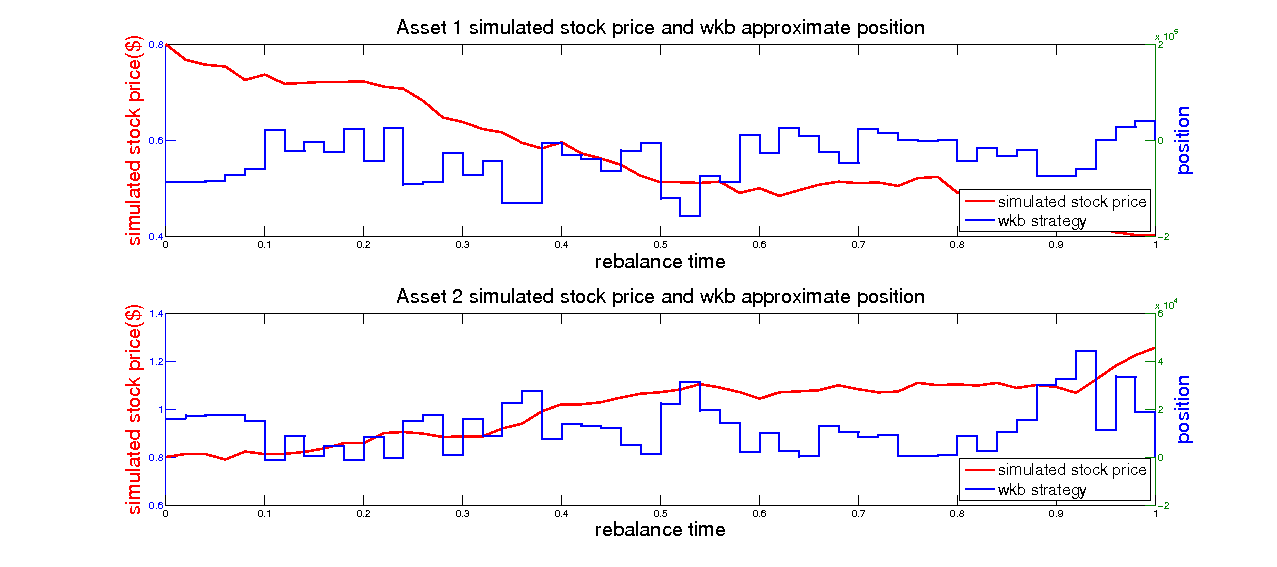 Asset 1 simulated stock price and wkb approximate position
x 10^5
0.8 2
simulated stock price($)
0.6 0
position
simulated stock price
wkb strategy
0.4 -2
0 0.1 0.2 0.3 0.4 0.5 0.6 0.7 0.8 0.9 1
rebalance time
Asset 2 simulated stock price and wkb approximate position
x 10^4
1.4 6
simulated stock price($)
1.2 4
1 2
position
0.8 0
simulated stock price
wkb strategy
0.6 -2
0 0.1 0.2 0.3 0.4 0.5 0.6 0.7 0.8 0.9 1
rebalance time